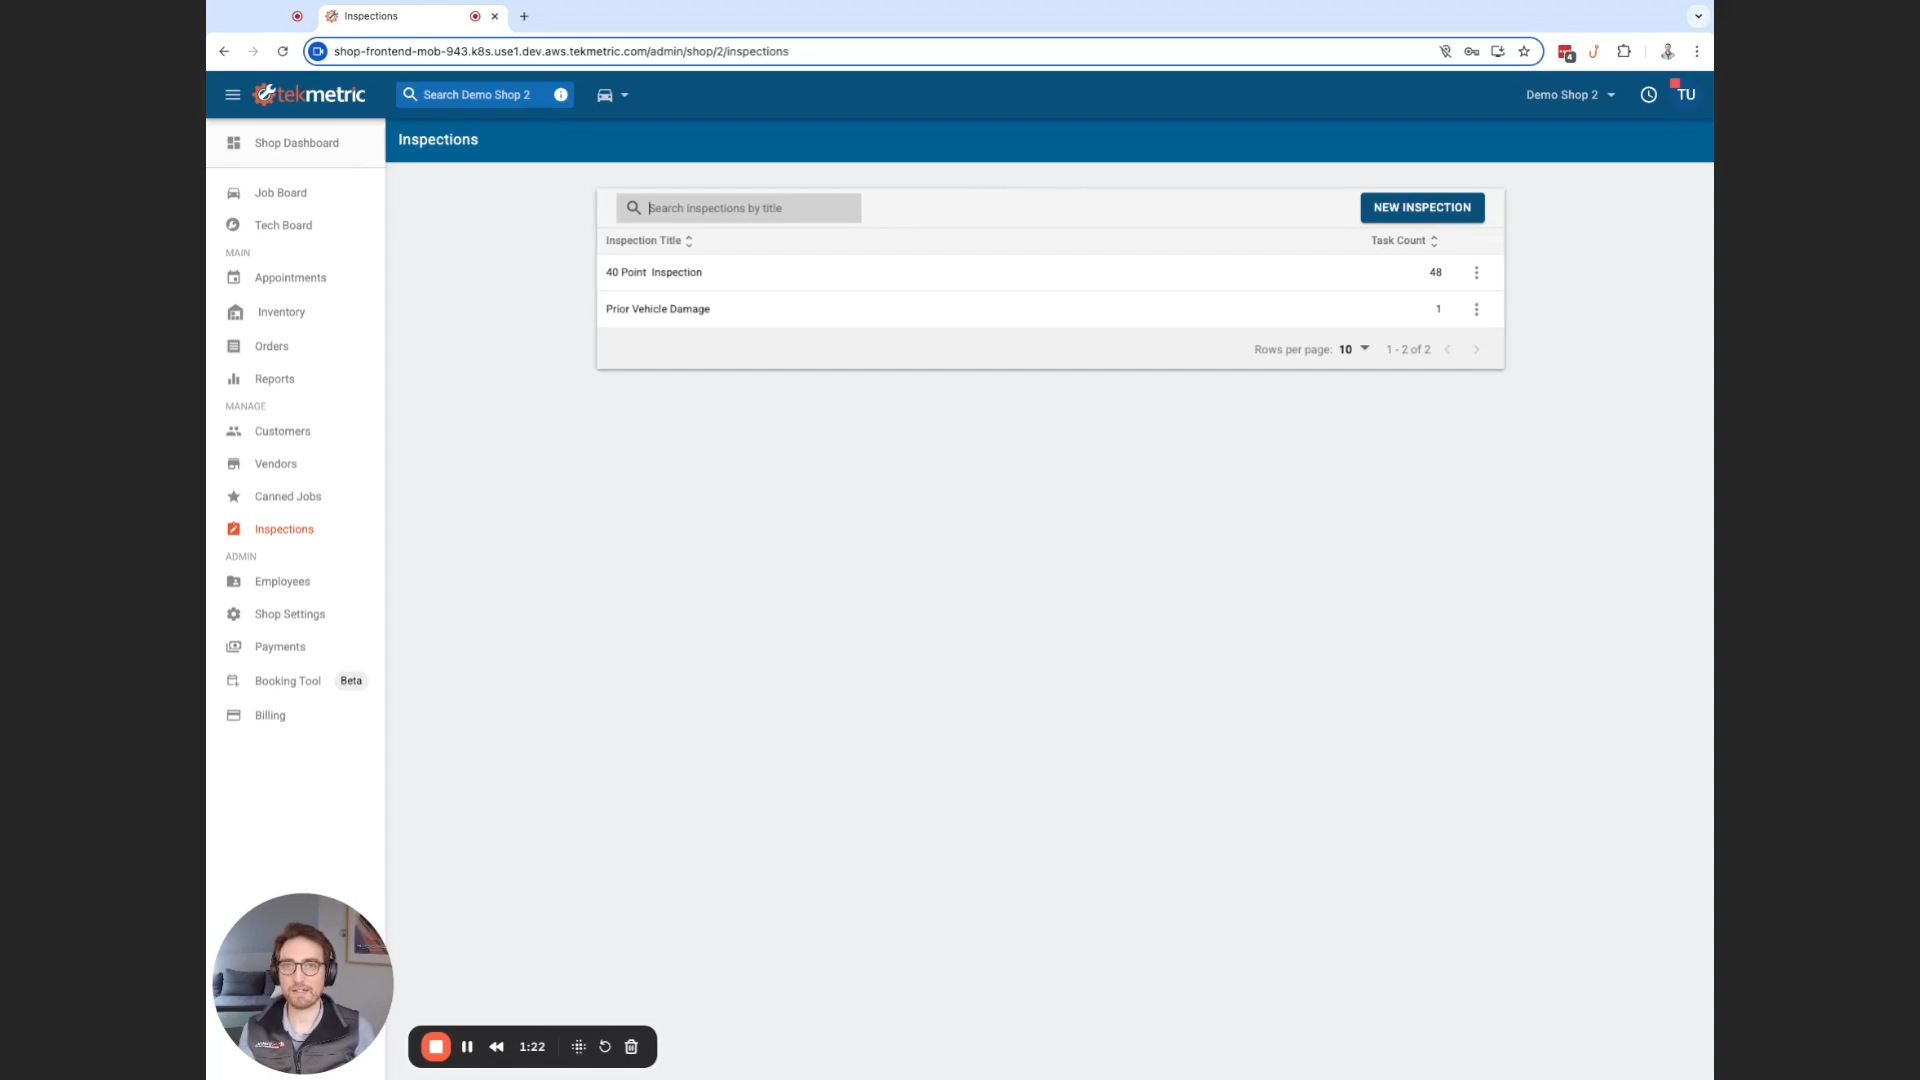 Inspections
shop-frontend-mob-943.k8s.use1.dev.aws.tekmetric.com/admin/shop/2/inspections
4
tekmetric
Search Demo Shop 2
Demo Shop 2
TU
Shop Dashboard
Inspections
Job Board
Tech Board
MAIN
Appointments
Inventory
Orders
Reports
MANAGE
Customers
Vendors
Canned Jobs
Inspections
ADMIN
Employees
Shop Settings
Payments
Booking Tool Beta
Billing
Search inspections by title
NEW INSPECTION
Inspection Title Task Count
40 Point Inspection 48
Prior Vehicle Damage 1
Rows per page: 10 1 - 2 of 2
1:22